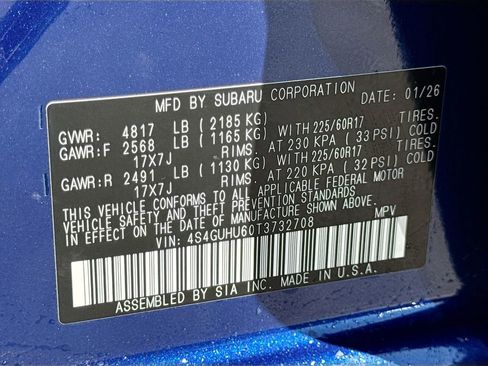 MFD BY SUBARU CORPORATION DATE: 01/26
GVWR: 4817 LB (2185 KG)
GAWR:F 2568 LB (1165 KG) WITH 225/60R17 TIRES,
17X7J RIMS, AT 230 KPA (33 PSI) COLD
GAWR:R 2491 LB (1130 KG) WITH 225/60R17 TIRES,
17X7J RIMS, AT 220 KPA (32 PSI) COLD
THIS VEHICLE CONFORMS TO ALL APPLICABLE FEDERAL MOTOR
VEHICLE SAFETY AND THEFT PREVENTION STANDARDS IN
EFFECT ON THE DATE OF MANUFACTURE SHOWN ABOVE.
VIN: 4S4GUHU60T3732708 MPV
ASSEMBLED BY SIA INC. MADE IN U.S.A.